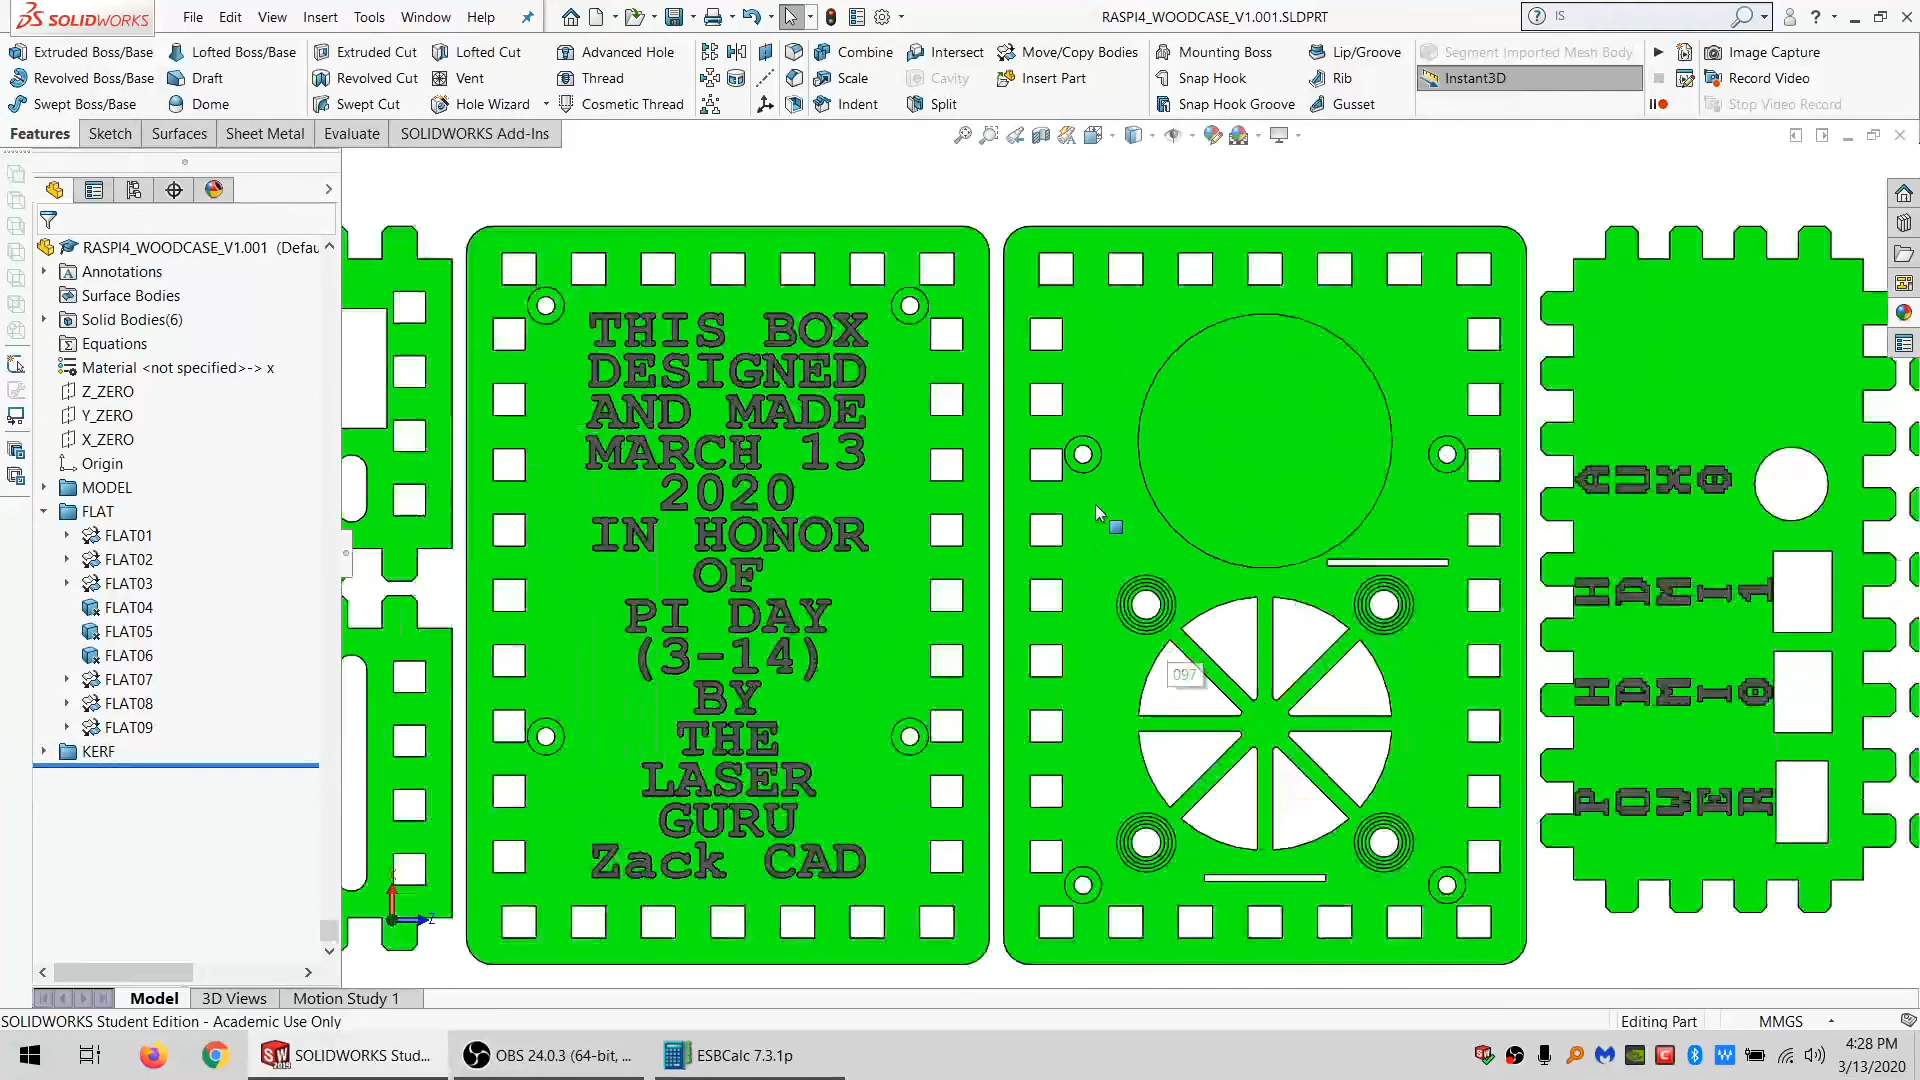 SOLIDWORKS
File Edit View Insert Tools Window Help
RASPI4_WOODCASE_V1.001.SLDPRT
IS
Extruded Boss/Base
Revolved Boss/Base
Swept Boss/Base
Lofted Boss/Base
Draft
Dome
Extruded Cut
Revolved Cut
Swept Cut
Lofted Cut
Vent
Hole Wizard
Advanced Hole
Thread
Cosmetic Thread
Combine
Scale
Indent
Intersect
Cavity
Split
Move/Copy Bodies
Insert Part
Mounting Boss
Snap Hook
Snap Hook Groove
Lip/Groove
Rib
Gusset
Segment Imported Mesh Body
Instant3D
Image Capture
Record Video
Stop Video Record
Features Sketch Surfaces Sheet Metal Evaluate SOLIDWORKS Add-Ins
RASPI4_WOODCASE_V1.001 (Defau
Annotations
Surface Bodies
Solid Bodies(6)
Equations
Material <not specified>-> x
Z_ZERO
Y_ZERO
X_ZERO
Origin
MODEL
FLAT
FLAT01
FLAT02
FLAT03
FLAT04
FLAT05
FLAT06
FLAT07
FLAT08
FLAT09
KERF
THIS BOX
DESIGNED
AND MADE
MARCH 13
2020
IN HONOR
OF
PI DAY
(3-14)
BY
THE
LASER
GURU
Zack CAD
097
AUX0
HDMI1
HDMI0
POWER
Z
Model 3D Views Motion Study 1
SOLIDWORKS Student Edition - Academic Use Only
Editing Part
MMGS
SOLIDWORKS Stud...
OBS 24.0.3 (64-bit, ...
ESBCalc 7.3.1p
4:28 PM
3/13/2020